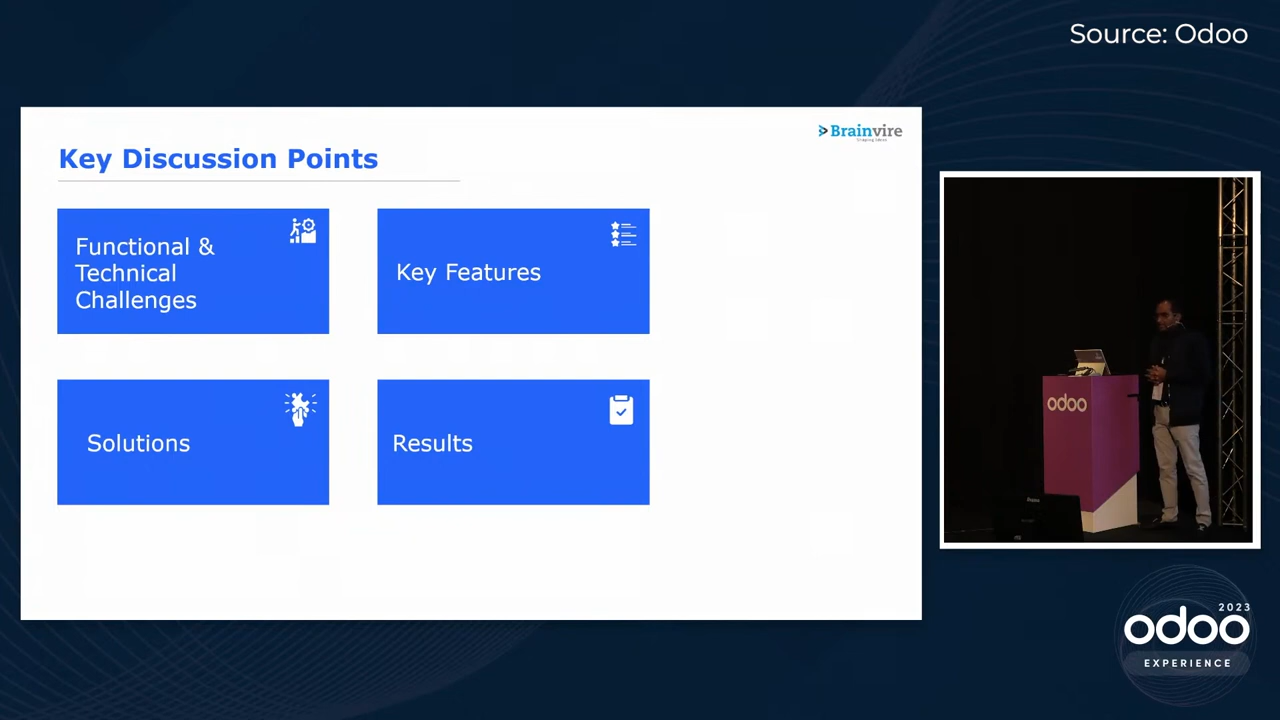 Source: Odoo
Brainvire
Key Discussion Points
Functional &
Technical
Challenges
Key Features
Solutions
Results
odoo
2023
odoo
EXPERIENCE